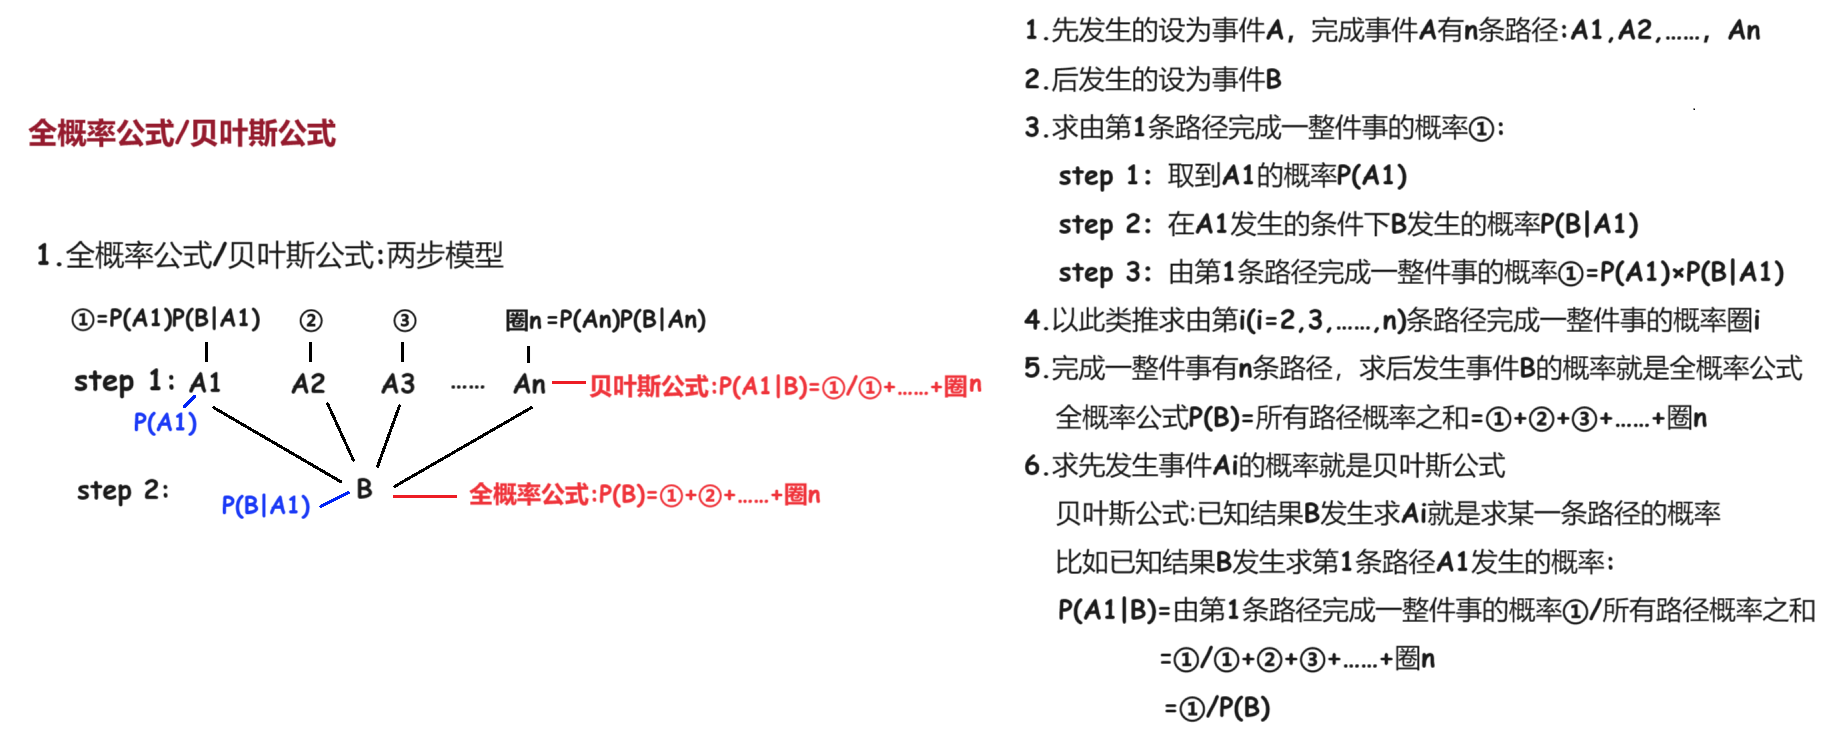 全概率公式/贝叶斯公式
1.全概率公式/贝叶斯公式:两步模型
①=P(A1)P(B|A1) ② ③ 圈n=P(An)P(B|An)
step 1: A1 A2 A3 …… An 贝叶斯公式:P(A1|B)=①/①+……+圈n
P(A1)
step 2: P(B|A1) B 全概率公式:P(B)=①+②+……+圈n
1.先发生的设为事件A，完成事件A有n条路径:A1,A2,……，An
2.后发生的设为事件B
3.求由第1条路径完成一整件事的概率①:
step 1: 取到A1的概率P(A1)
step 2: 在A1发生的条件下B发生的概率P(B|A1)
step 3: 由第1条路径完成一整件事的概率①=P(A1)×P(B|A1)
4.以此类推求由第i(i=2,3,……,n)条路径完成一整件事的概率圈i
5.完成一整件事有n条路径，求后发生事件B的概率就是全概率公式
全概率公式P(B)=所有路径概率之和=①+②+③+……+圈n
6.求先发生事件Ai的概率就是贝叶斯公式
贝叶斯公式:已知结果B发生求Ai就是求某一条路径的概率
比如已知结果B发生求第1条路径A1发生的概率:
P(A1|B)=由第1条路径完成一整件事的概率①/所有路径概率之和
=①/①+②+③+……+圈n
=①/P(B)